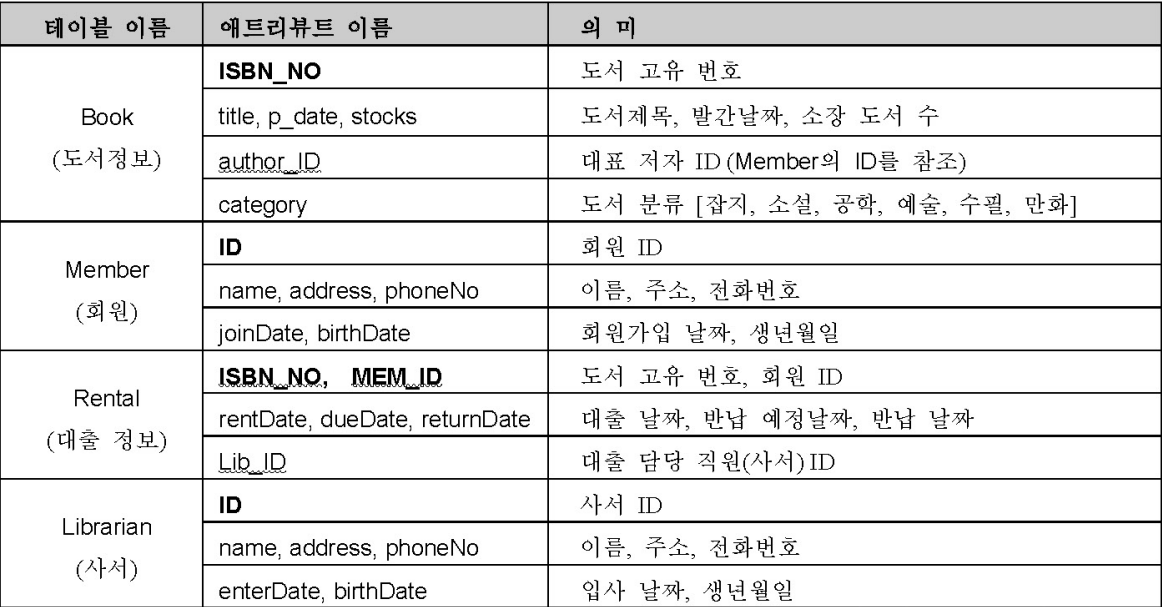 테이블 이름 애트리뷰트 이름 의 미
Book
(도서정보)
ISBN_NO 도서 고유 번호
title, p_date, stocks 도서제목, 발간날짜, 소장 도서 수
author_ID 대표 저자 ID(Member의 ID를 참조)
category 도서 분류 [잡지, 소설, 공학, 예술, 수필, 만화]
Member
(회원)
ID 회원 ID
name, address, phoneNo 이름, 주소, 전화번호
joinDate, birthDate 회원가입 날짜, 생년월일
Rental
(대출 정보)
ISBN_NO, MEM_ID 도서 고유 번호, 회원 ID
rentDate, dueDate, returnDate 대출 날짜, 반납 예정날짜, 반납 날짜
Lib_ID 대출 담당 직원(사서)ID
Librarian
(사서)
ID 사서 ID
name, address, phoneNo 이름, 주소, 전화번호
enterDate, birthDate 입사 날짜, 생년월일